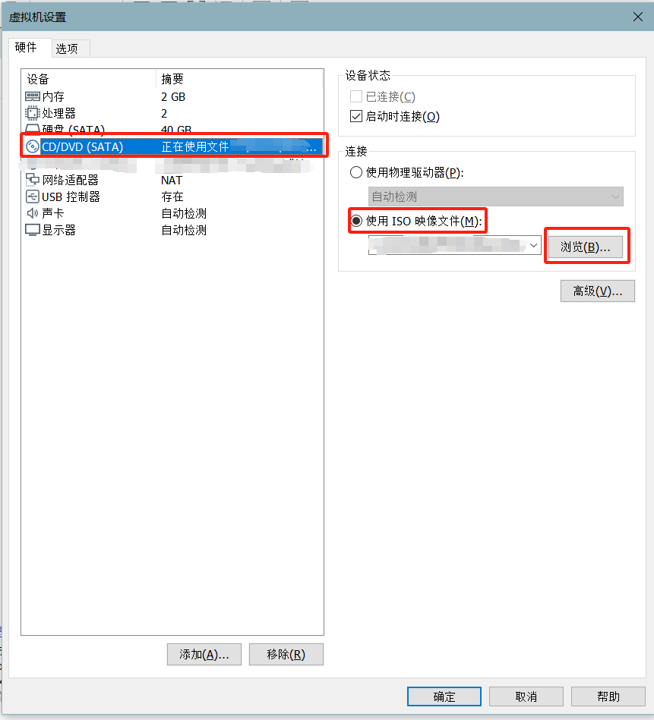 虚拟机设置
硬件 选项
设备 摘要
内存 2 GB
处理器 2
硬盘 (SATA) 40 GB
CD/DVD (SATA) 正在使用文件 ...
网络适配器 NAT
USB 控制器 存在
声卡 自动检测
显示器 自动检测
添加(A)... 移除(R)
设备状态
已连接(C)
启动时连接(O)
连接
使用物理驱动器(P):
自动检测
使用 ISO 映像文件(M):
浏览(B)...
高级(V)...
确定 取消 帮助